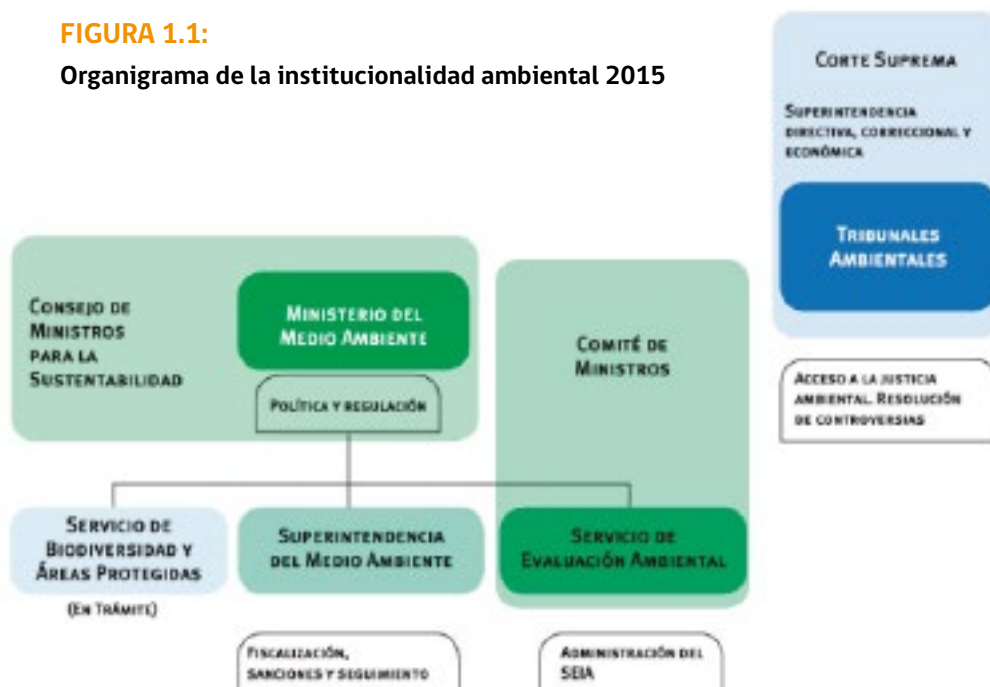 FIGURA 1.1:
Organigrama de la institucionalidad ambiental 2015
CORTE SUPREMA
SUPERINTENDENCIA
DIRECTIVA, CORRECCIONAL Y
ECONÓMICA
TRIBUNALES
AMBIENTALES
ACCESO A LA JUSTICIA
AMBIENTAL. RESOLUCIÓN
DE CONTROVERSIAS
CONSEJO DE
MINISTROS
PARA LA
SUSTENTABILIDAD
MINISTERIO DEL
MEDIO AMBIENTE
POLÍTICA Y REGULACIÓN
COMITÉ DE
MINISTROS
SERVICIO DE
BIODIVERSIDAD Y
ÁREAS PROTEGIDAS
(EN TRÁMITE)
SUPERINTENDENCIA
DEL MEDIO AMBIENTE
SERVICIO DE
EVALUACIÓN AMBIENTAL
FISCALIZACIÓN,
SANCIONES Y SEGUIMIENTO
ADMINISTRACIÓN DEL
SEIA